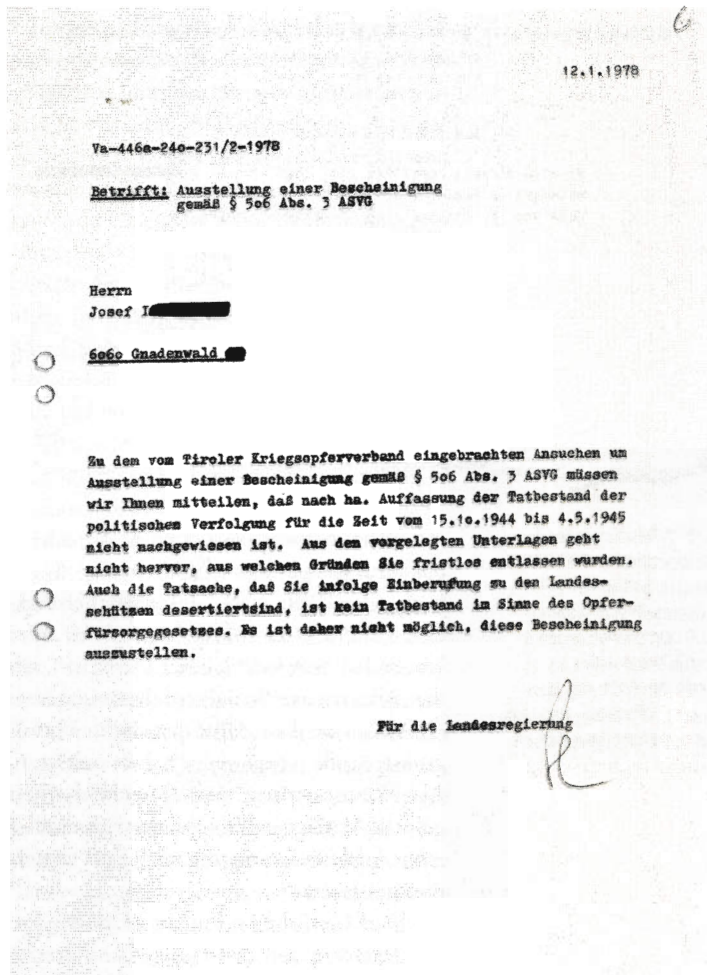 6
12.1.1978
Va-446a-24o-231/2-1978
Betrifft: Ausstellung einer Bescheinigung
gemäß § 5o6 Abs. 3 ASVG
Herrn
Josef I
6o6o Gnadenwald
Zu dem vom Tiroler Kriegsopferverband eingebrachten Ansuchen um
Ausstellung einer Bescheinigung gemäß § 5o6 Abs. 3 ASVG müssen
wir Ihnen mitteilen, daß nach ha. Auffassung der Tatbestand der
politischen Verfolgung für die Zeit vom 15.1o.1944 bis 4.5.1945
nicht nachgewiesen ist. Aus den vorgelegten Unterlagen geht
nicht hervor, aus welchen Gründen Sie fristlos entlassen wurden.
Auch die Tatsache, daß Sie infolge Einberufung zu den Landes-
schützen desertiertsind, ist kein Tatbestand im Sinne des Opfer-
fürsorgegesetzes. Es ist daher nicht möglich, diese Bescheinigung
auszustellen.
Für die Landesregierung